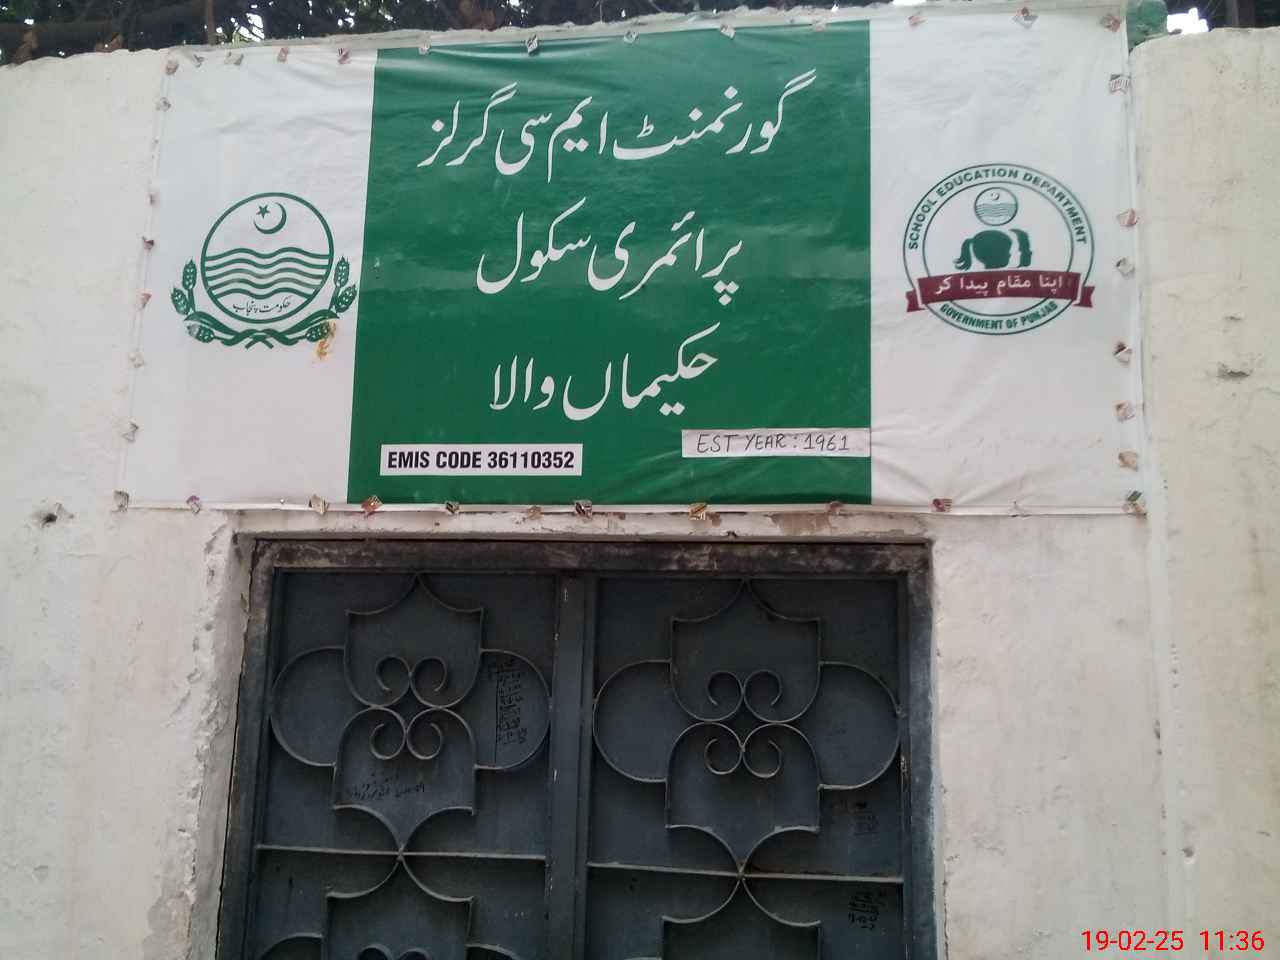 گورنمنٹ ایم سی گرلز
پرائمری سکول
حکیماں والا
EMIS CODE 36110352
EST YEAR : 1961
حکومت پنجاب
SCHOOL EDUCATION DEPARTMENT
اپنا مقام پیدا کر
GOVERNMENT OF PUNJAB
19-02-25 11:36